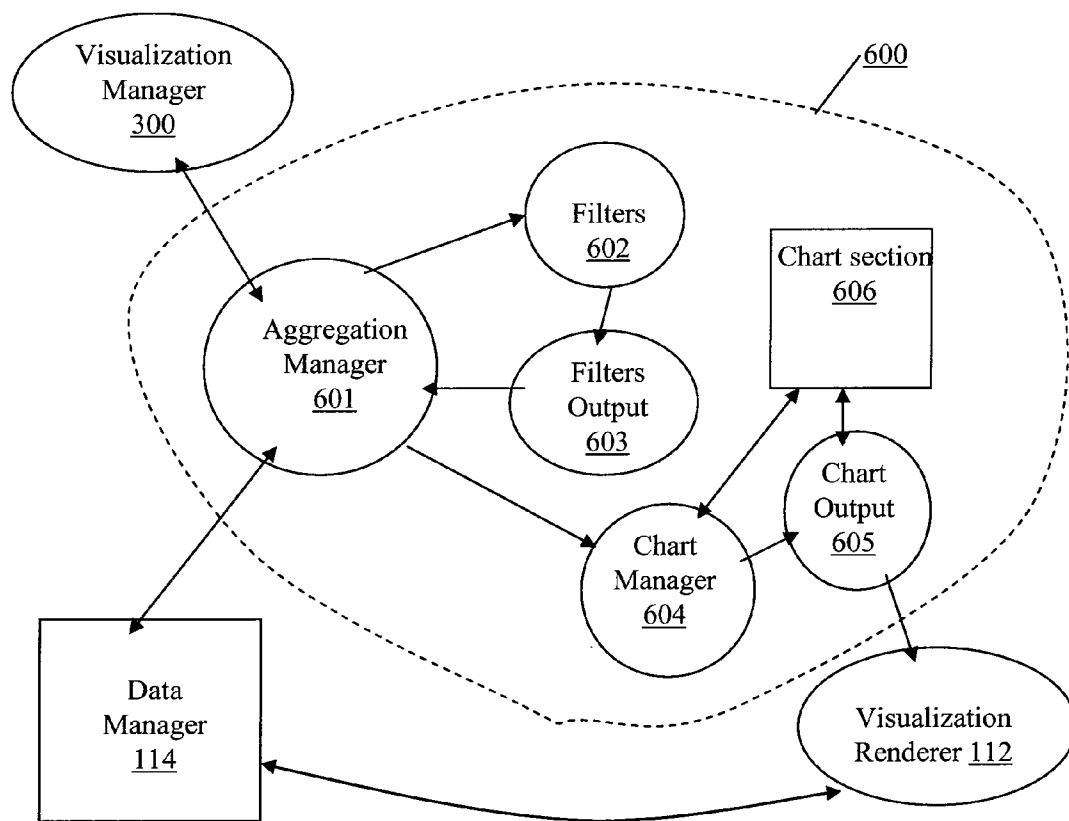 Visualization
Manager
300
600
Filters
602
Chart section
606
Aggregation
Manager
601
Filters
Output
603
Chart
Output
605
Chart
Manager
604
Data
Manager
114
Visualization
Renderer 112